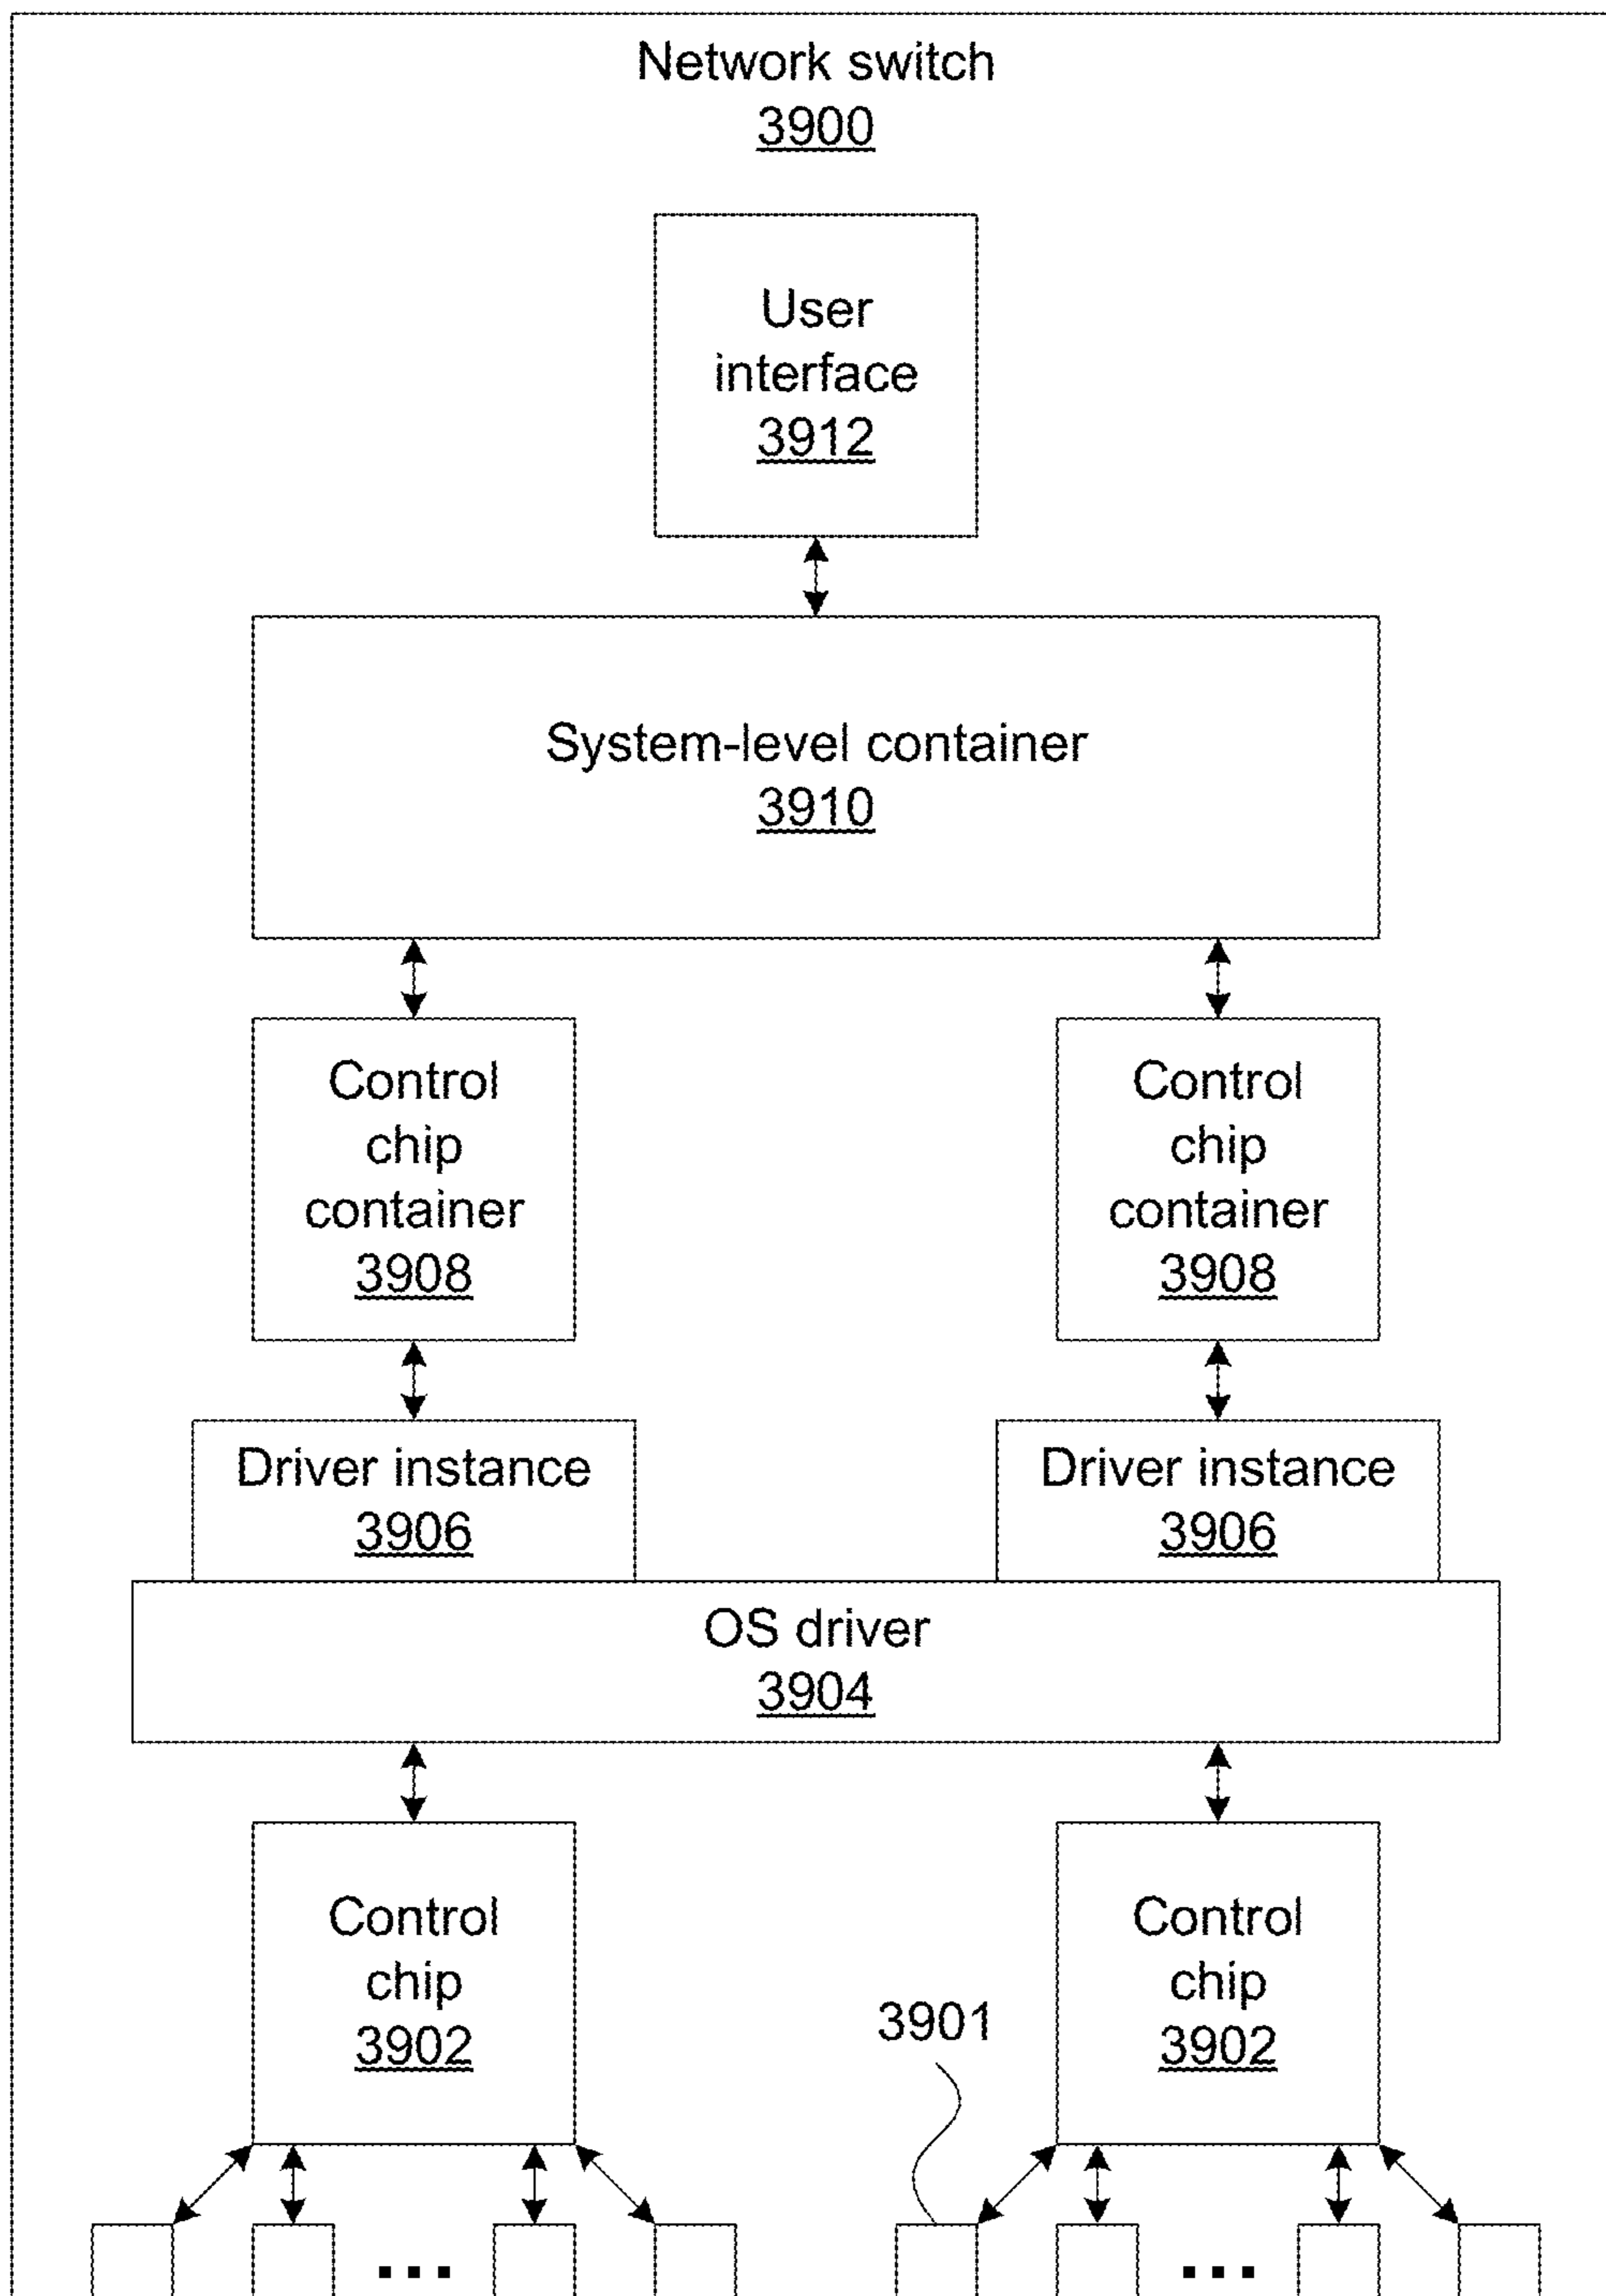 Network switch
3900
User
interface
3912
System-level container
3910
Control
chip
container
3908
Control
chip
container
3908
Driver instance
3906
Driver instance
3906
OS driver
3904
Control
chip
3902
3901
Control
chip
3902